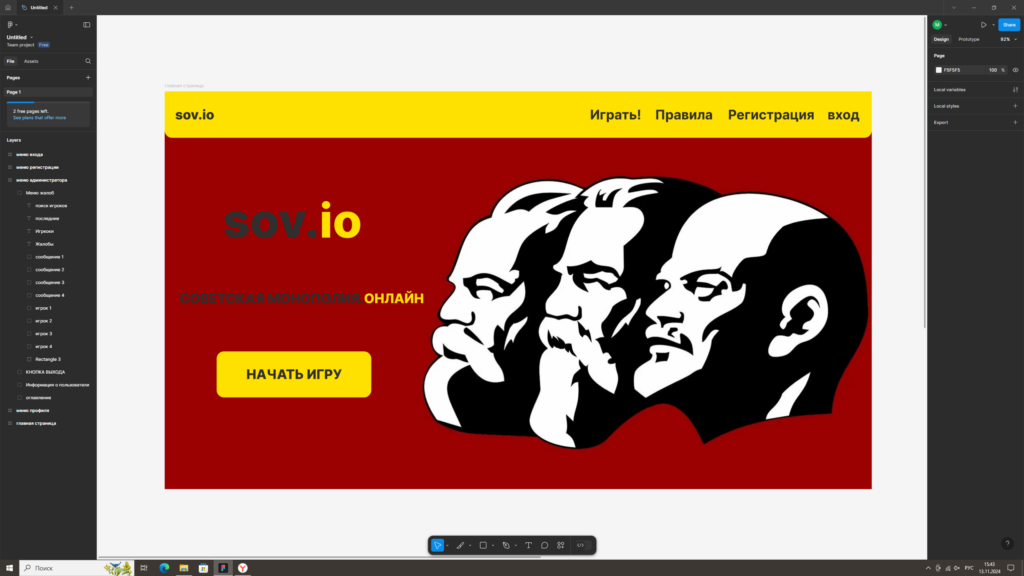 Untitled
Untitled
Team project Free
File Assets
Pages
Page 1
2 free pages left.
See plans that offer more
Layers
меню входа
меню регистрации
меню администратора
Меню жалоб
поиск игроков
последние
Игроки
Жалобы
сообщение 1
сообщение 2
сообщение 3
сообщение 4
игрок 1
игрок 2
игрок 3
игрок 4
Rectangle 3
КНОПКА ВЫХОДА
Информация о пользователи
оглавление
меню профиля
главная страница
главная страница
sov.io Играть! Правила Регистрация вход
sov.io
СОВЕТСКАЯ МОНОПОЛИЯ.ОНЛАЙН
НАЧАТЬ ИГРУ
M Share
Design Prototype 92%
Page
F5F5F5 100 %
Local variables
Local styles
Export
Поиск
РУС
15:43
13.11.2024